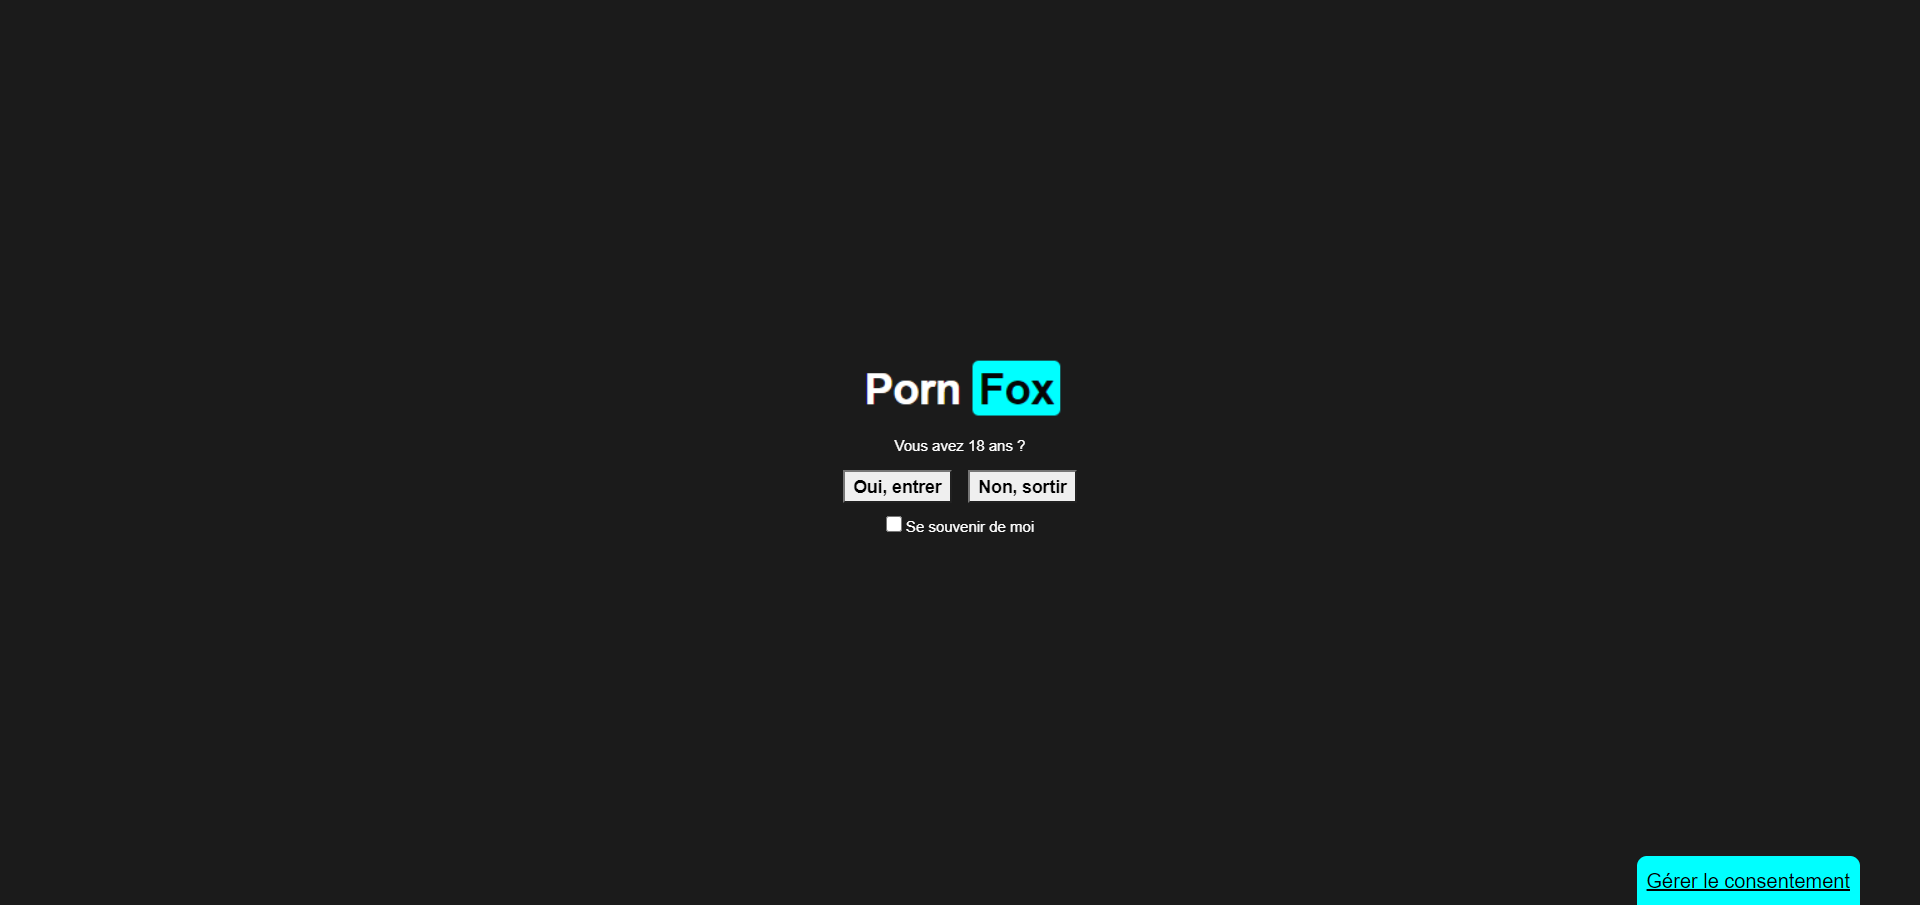 Porn Fox
Vous avez 18 ans ?
Oui, entrer Non, sortir
Se souvenir de moi
Gérer le consentement